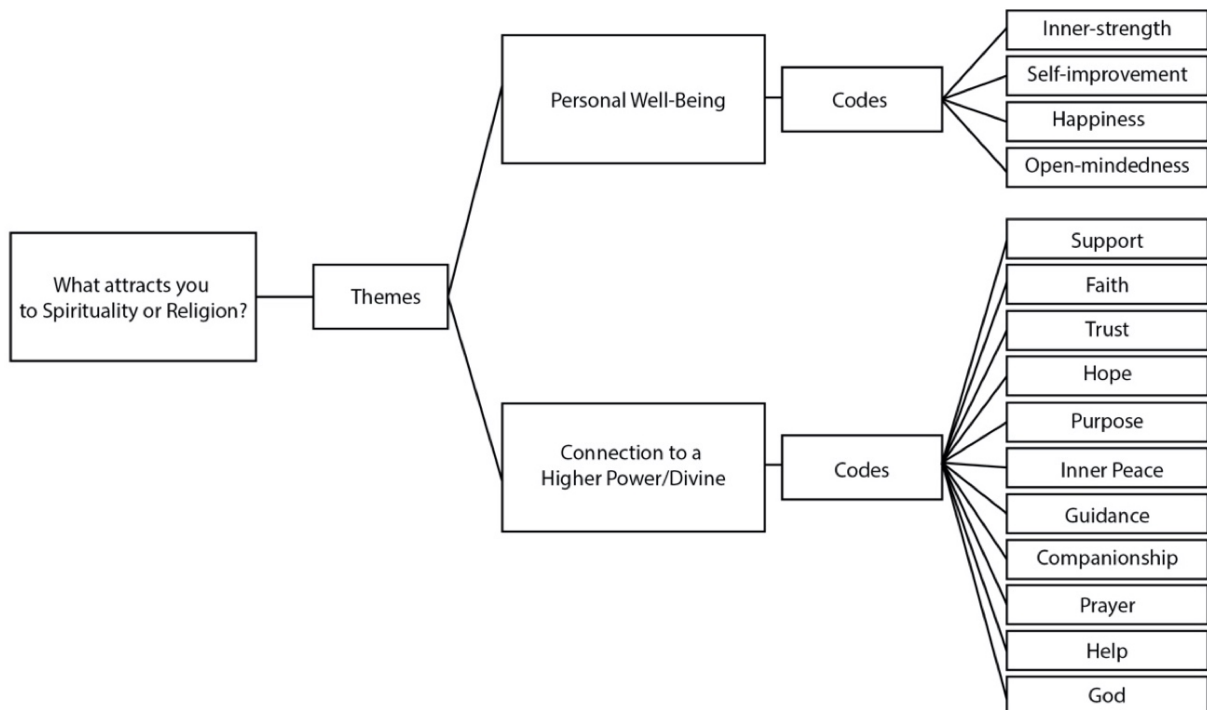 What attracts you
to Spirituality or Religion?
Themes
Personal Well-Being
Codes
Inner-strength
Self-improvement
Happiness
Open-mindedness
Connection to a
Higher Power/Divine
Codes
Support
Faith
Trust
Hope
Purpose
Inner Peace
Guidance
Companionship
Prayer
Help
God